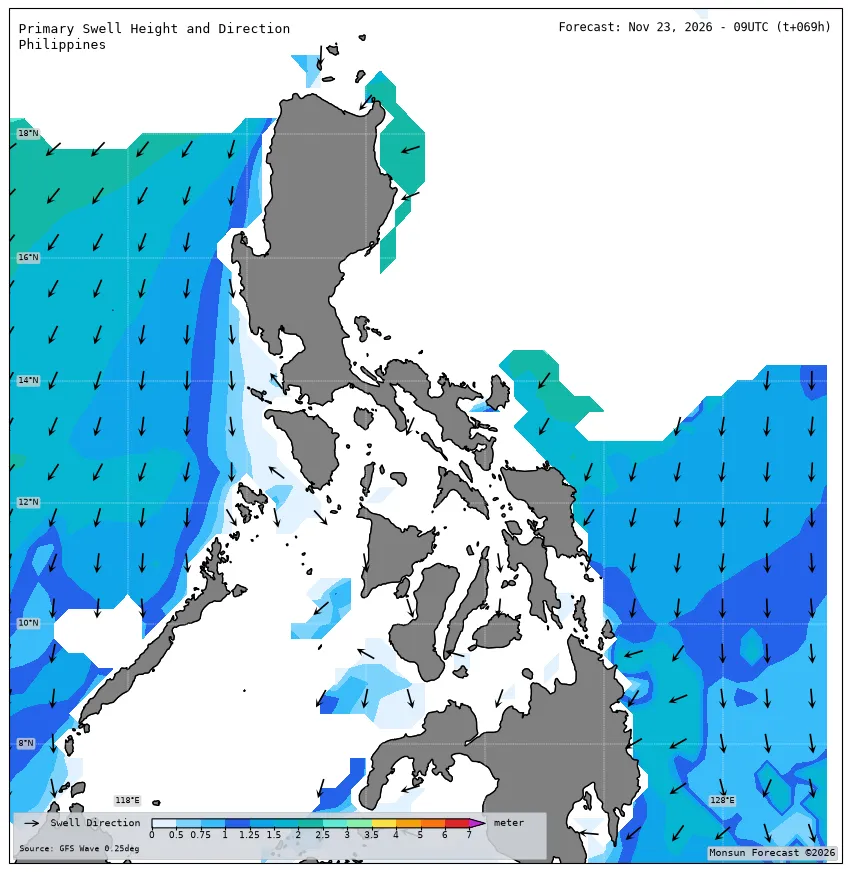 Primary Swell Height and Direction
Philippines
Forecast: Nov 23, 2026 - 09UTC (t+069h)
18°N
16°N
14°N
12°N
10°N
8°N
118°E
128°E
Swell Direction
0 0.5 0.75 1 1.25 1.5 2 2.5 3 3.5 4 5 6 7
meter
Source: GFS Wave 0.25deg
Monsun Forecast ©2026